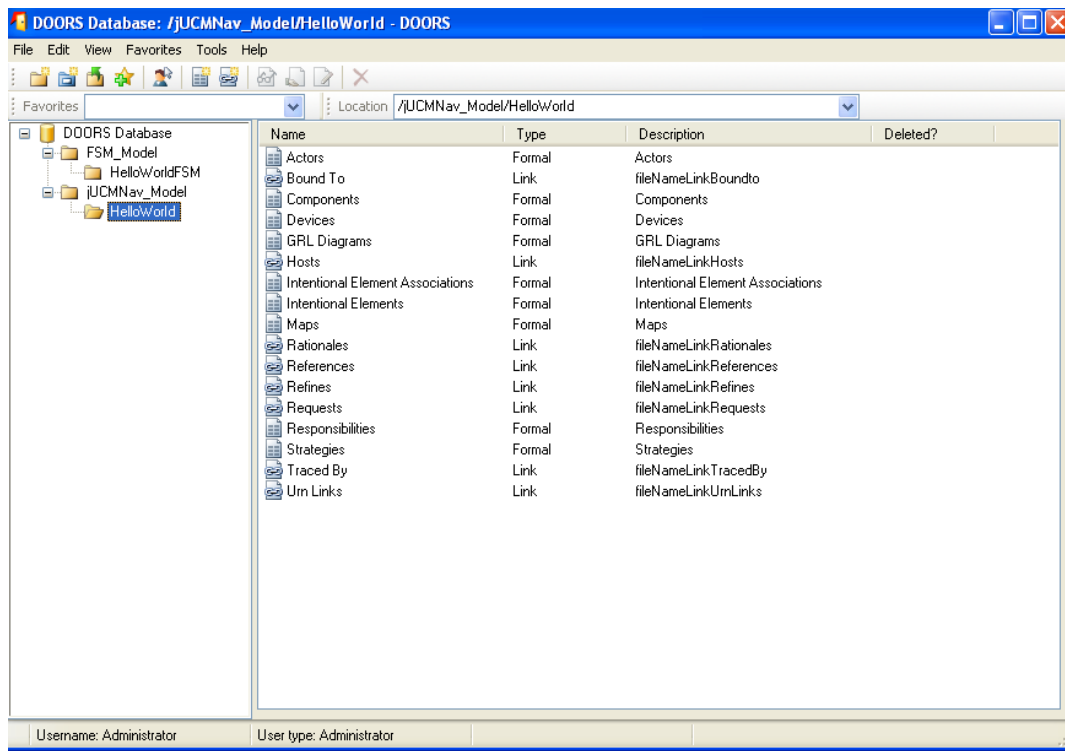 DOORS Database: /jUCMNav_Model/HelloWorld - DOORS
File Edit View Favorites Tools Help
Favorites Location /jUCMNav_Model/HelloWorld
DOORS Database
FSM_Model
HelloWorldFSM
jUCMNav_Model
HelloWorld
Name Type Description Deleted?
Actors Formal Actors
Bound To Link fileNameLinkBoundto
Components Formal Components
Devices Formal Devices
GRL Diagrams Formal GRL Diagrams
Hosts Link fileNameLinkHosts
Intentional Element Associations Formal Intentional Element Associations
Intentional Elements Formal Intentional Elements
Maps Formal Maps
Rationales Link fileNameLinkRationales
References Link fileNameLinkReferences
Refines Link fileNameLinkRefines
Requests Link fileNameLinkRequests
Responsibilities Formal Responsibilities
Strategies Formal Strategies
Traced By Link fileNameLinkTracedBy
Urn Links Link fileNameLinkUrnLinks
Username: Administrator User type: Administrator